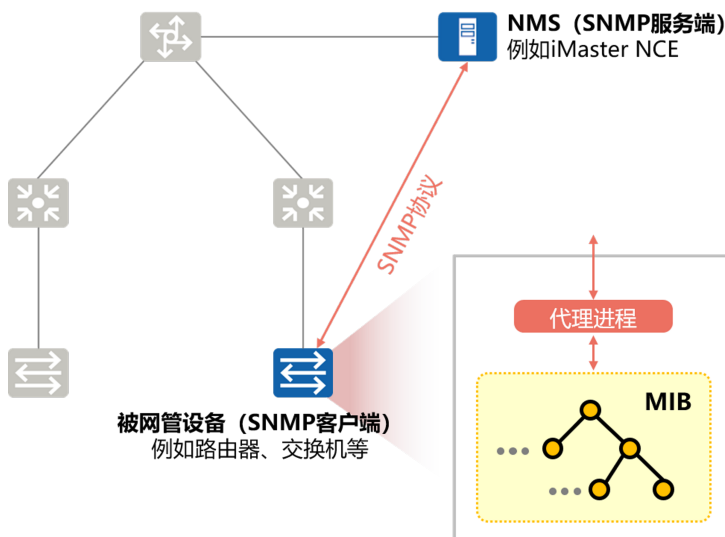 NMS（SNMP服务端）
例如iMaster NCE
SNMP协议
代理进程
MIB
被网管设备（SNMP客户端）
例如路由器、交换机等